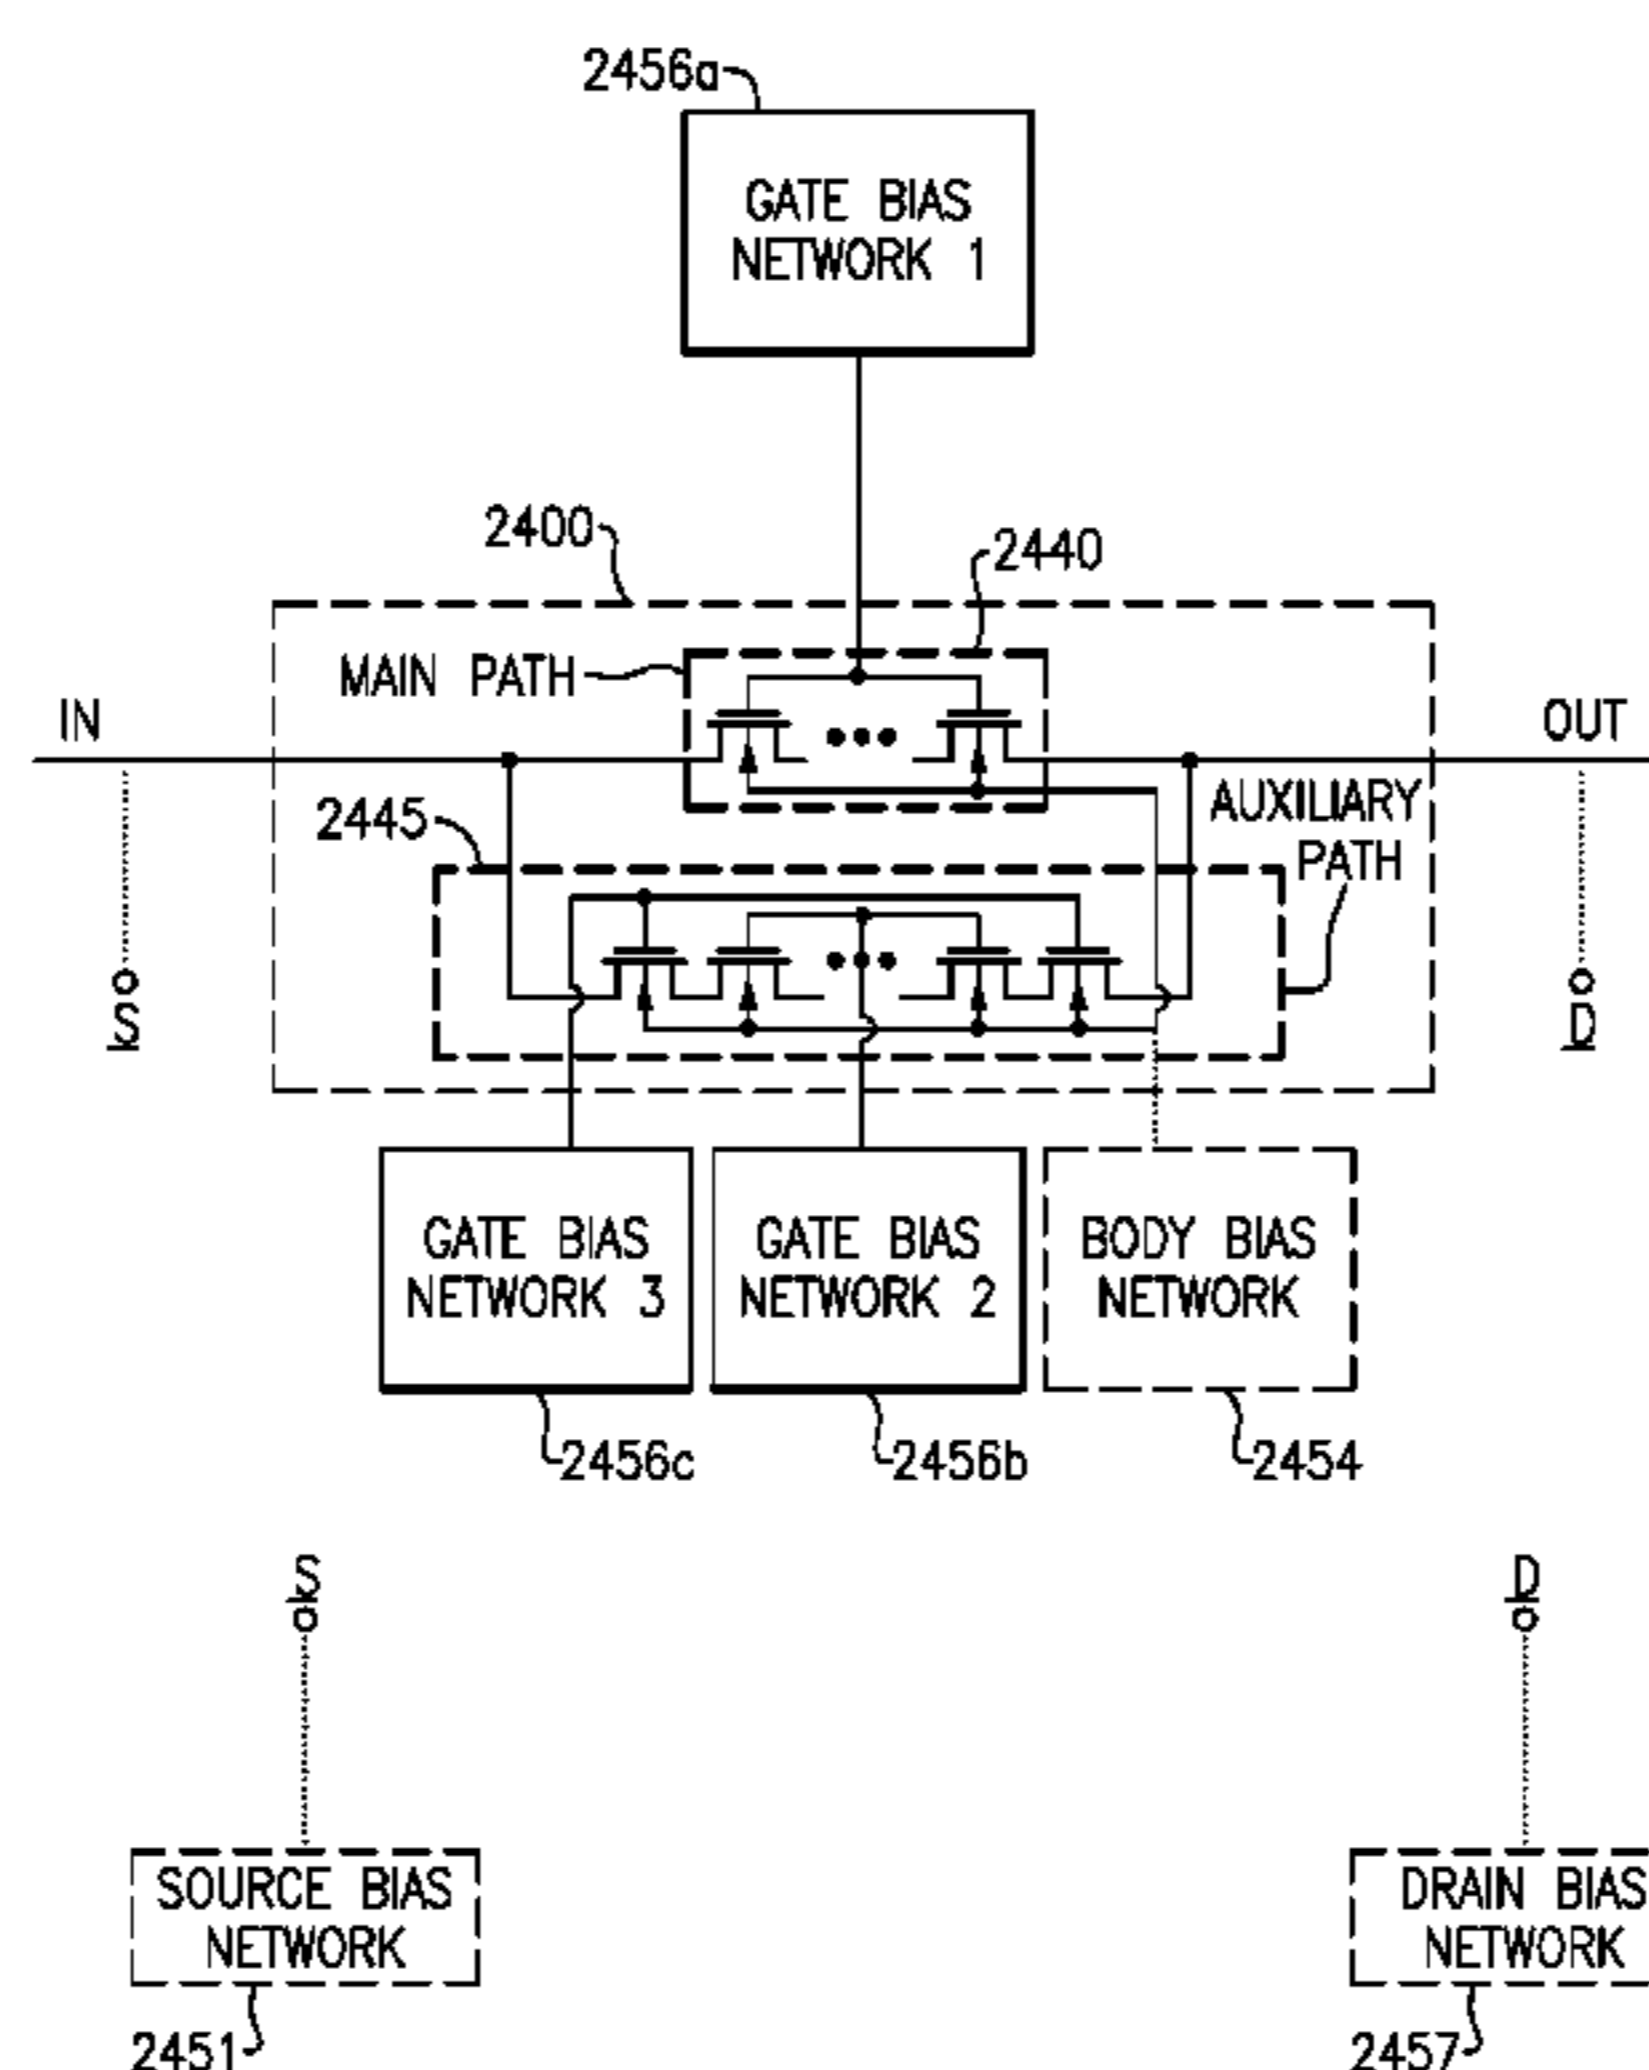 2456a
GATE BIAS
NETWORK 1
2400
2440
MAIN PATH
IN
OUT
AUXILIARY
PATH
2445
S
D
GATE BIAS
NETWORK 3
GATE BIAS
NETWORK 2
BODY BIAS
NETWORK
2456c
2456b
2454
S
D
SOURCE BIAS
NETWORK
DRAIN BIAS
NETWORK
2451
2457